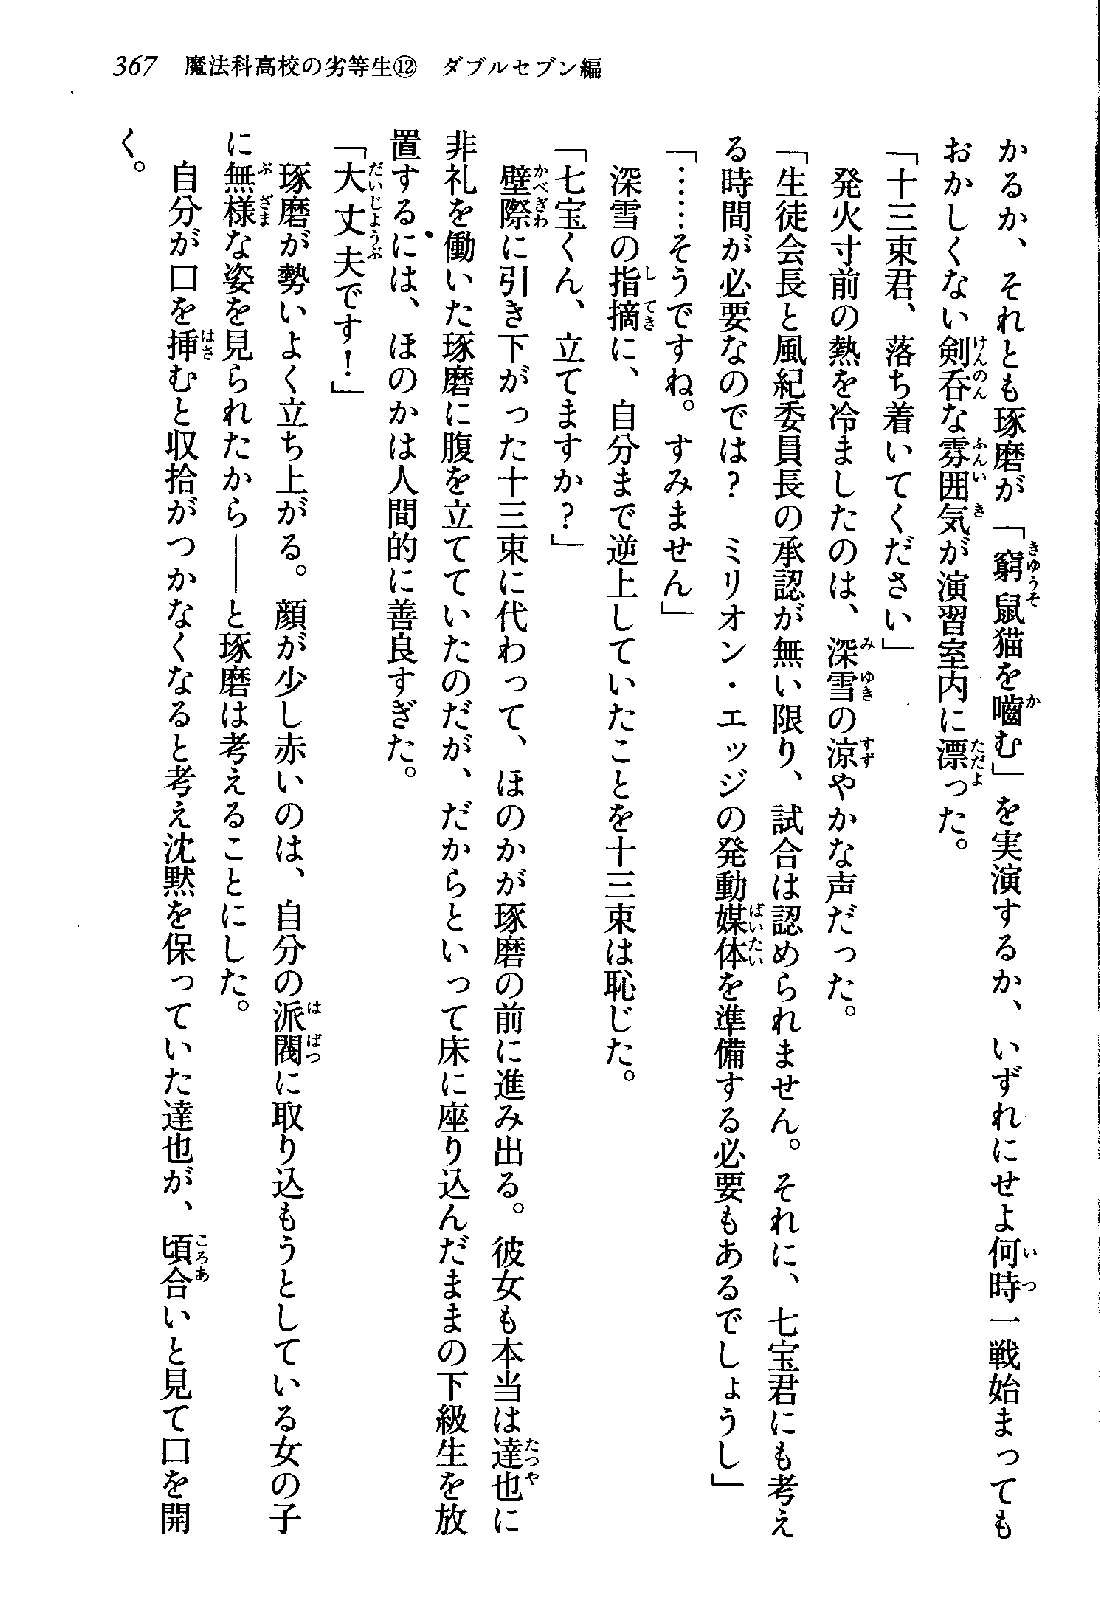 367　魔法科高校の劣等生⑫　ダブルセブン編
かるか、それとも琢磨が「窮鼠猫を嚙む」を実演するか、いずれにせよ何時一戦始まっても
おかしくない剣呑な雰囲気が演習室内に漂った。
「十三束君、落ち着いてください」
発火寸前の熱を冷ましたのは、深雪の涼やかな声だった。
「生徒会長と風紀委員長の承認が無い限り、試合は認められません。それに、七宝君にも考え
る時間が必要なのでは？　ミリオン・エッジの発動媒体を準備する必要もあるでしょうし」
「……そうですね。すみません」
深雪の指摘に、自分まで逆上していたことを十三束は恥じた。
「七宝くん、立てますか？」
壁際に引き下がった十三束に代わって、ほのかが琢磨の前に進み出る。彼女も本当は達也に
非礼を働いた琢磨に腹を立てていたのだが、だからといって床に座り込んだままの下級生を放
置するには、ほのかは人間的に善良すぎた。
「大丈夫です！」
琢磨が勢いよく立ち上がる。顔が少し赤いのは、自分の派閥に取り込もうとしている女の子
に無様な姿を見られたから――と琢磨は考えることにした。
自分が口を挿むと収拾がつかなくなると考え沈黙を保っていた達也が、頃合いと見て口を開
く。